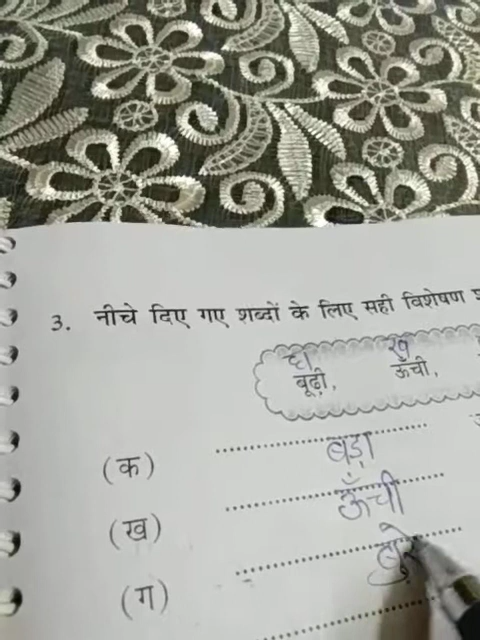 3. नीचे दिए गए शब्दों के लिए सही विशेषण
घ ख
बूढ़ी, ऊँची,
(क) बड़ा
(ख) ऊँची
(ग)